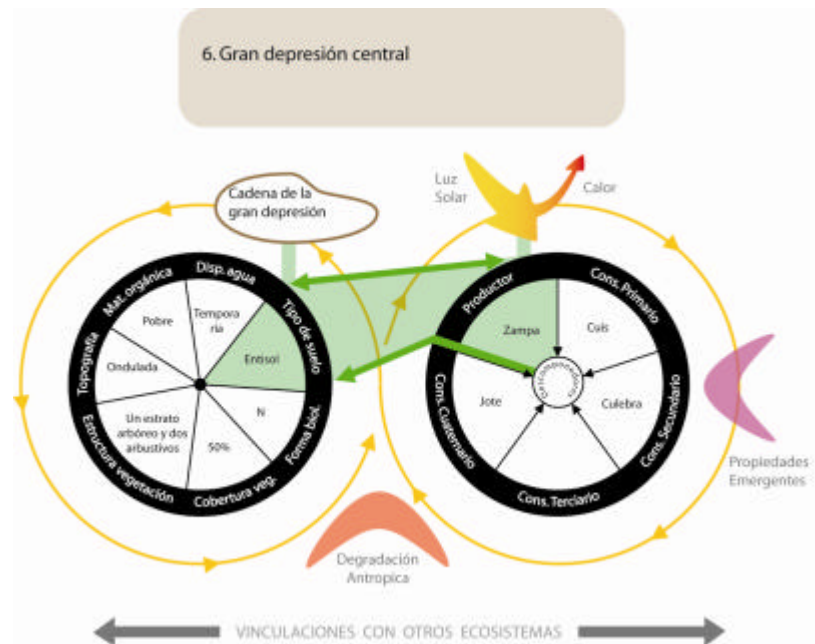 6. Gran depresión central
Cadena de la
gran depresión
Luz
Solar
Calor
Mat. orgánica
Disp. agua
Tipo de suelo
Forma biol.
Cobertura veg.
Estructura vegetación
Topografía
Pobre
Tempora
ría
Entisol
N
50%
Un estrato
arbóreo y dos
arbustivos
Ondulada
Productor
Cons. Primario
Cons. Secundario
Cons. Terciario
Cons. Cuaternario
Zampa
Cuis
Culebra
Jote
Descomponedores
Propiedades
Emergentes
Degradación
Antropica
VINCULACIONES CON OTROS ECOSISTEMAS